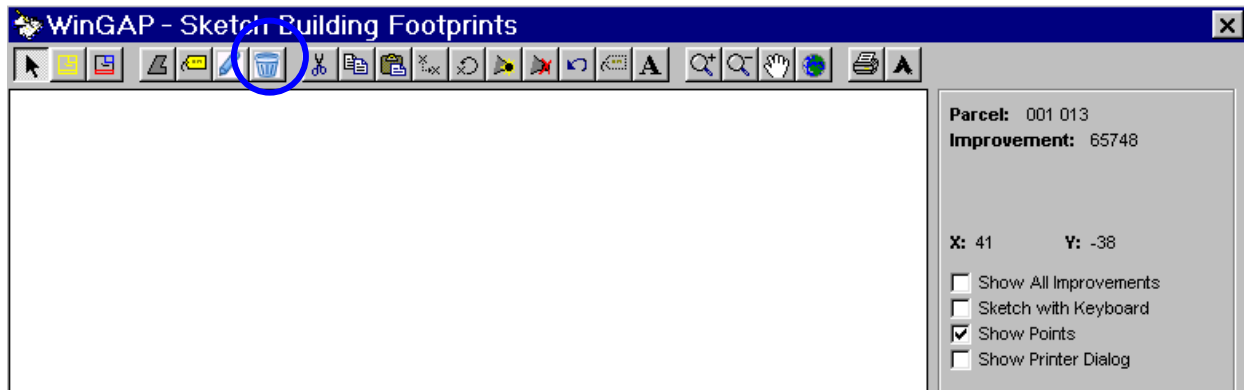 WinGAP - Sketch Building Footprints
A
Parcel: 001 013
Improvement: 65748
X: 41 Y: -38
Show All Improvements
Sketch with Keyboard
Show Points
Show Printer Dialog